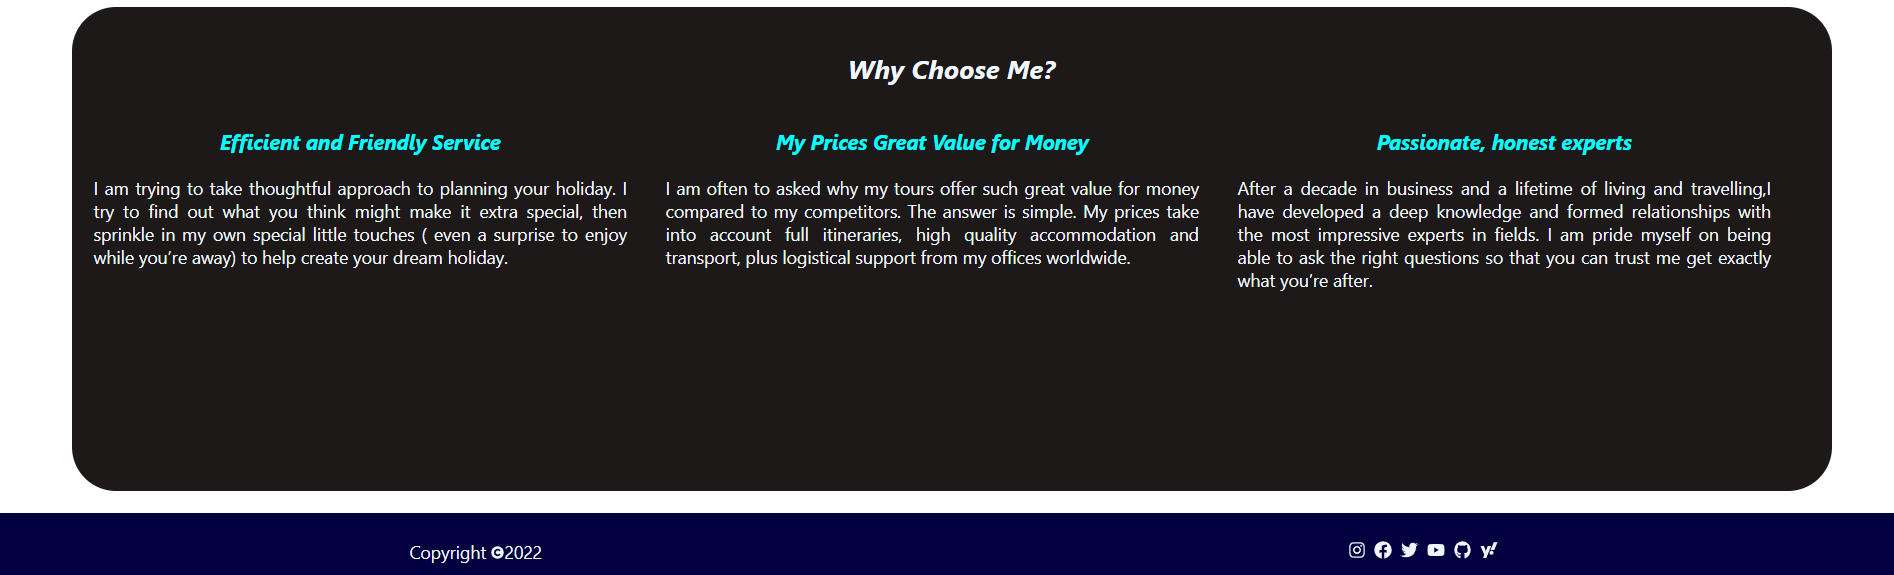 Why Choose Me?
Efficient and Friendly Service
I am trying to take thoughtful approach to planning your holiday. I
try to find out what you think might make it extra special, then
sprinkle in my own special little touches ( even a surprise to enjoy
while you’re away) to help create your dream holiday.
My Prices Great Value for Money
I am often to asked why my tours offer such great value for money
compared to my competitors. The answer is simple. My prices take
into account full itineraries, high quality accommodation and
transport, plus logistical support from my offices worldwide.
Passionate, honest experts
After a decade in business and a lifetime of living and travelling,I
have developed a deep knowledge and formed relationships with
the most impressive experts in fields. I am pride myself on being
able to ask the right questions so that you can trust me get exactly
what you’re after.
Copyright ©2022